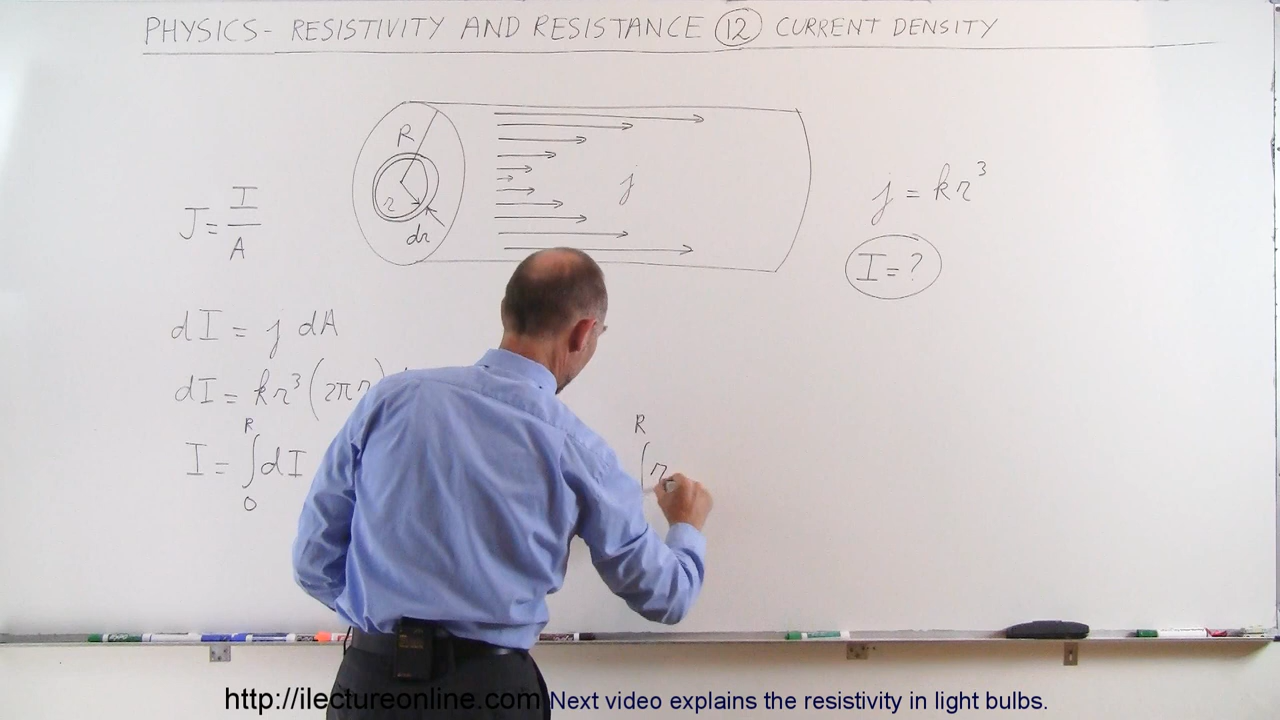 PHYSICS- RESISTIVITY AND RESISTANCE 12 CURRENT DENSITY
R
r
dr
j
J = I/A
j = kr³
I = ?
dI = j dA
dI = kr³(2πr)
I = ∫₀ᴿ dI
R
∫r
http://ilectureonline.com Next video explains the resistivity in light bulbs.